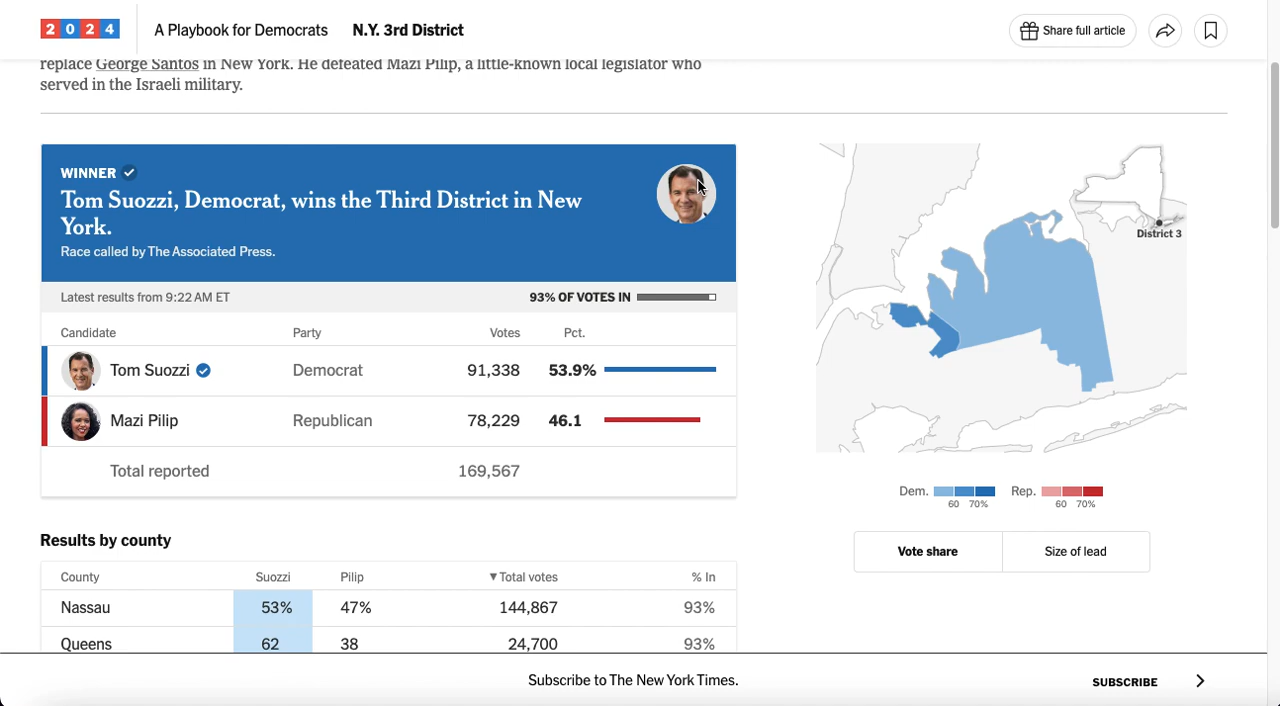 2024
A Playbook for Democrats
N.Y. 3rd District
Share full article
replace George Santos in New York. He defeated Mazi Pilip, a little-known local legislator who
served in the Israeli military.
WINNER
Tom Suozzi, Democrat, wins the Third District in New
York.
Race called by The Associated Press.
Latest results from 9:22 AM ET
93% OF VOTES IN
Candidate Party Votes Pct.
Tom Suozzi Democrat 91,338 53.9%
Mazi Pilip Republican 78,229 46.1
Total reported 169,567
District 3
Dem. 60 70%
Rep. 60 70%
Vote share
Size of lead
Results by county
County Suozzi Pilip ▼Total votes % In
Nassau 53% 47% 144,867 93%
Queens 62 38 24,700 93%
Subscribe to The New York Times.
SUBSCRIBE